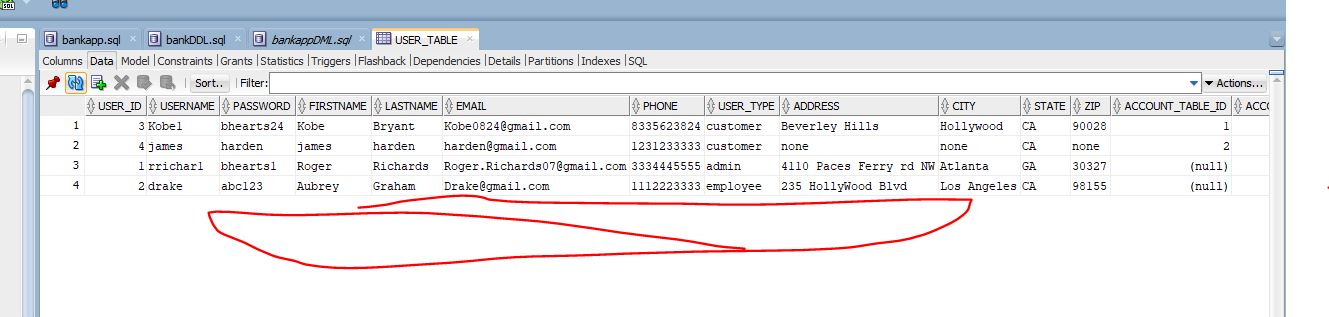 SQL
bankapp.sql bankDDL.sql bankappDML.sql USER_TABLE
Columns Data Model Constraints Grants Statistics Triggers Flashback Dependencies Details Partitions Indexes SQL
Sort.. Filter: Actions...
USER_ID USERNAME PASSWORD FIRSTNAME LASTNAME EMAIL PHONE USER_TYPE ADDRESS CITY STATE ZIP ACCOUNT_TABLE_ID ACCO
1 3 Kobe1 bhearts24 Kobe Bryant Kobe0824@gmail.com 8335623824 customer Beverley Hills Hollywood CA 90028 1
2 4 james harden james harden harden@gmail.com 1231233333 customer none none CA none 2
3 1 rrichar1 bhearts1 Roger Richards Roger.Richards07@gmail.com 3334445555 admin 4110 Paces Ferry rd NW Atlanta GA 30327 (null)
4 2 drake abc123 Aubrey Graham Drake@gmail.com 1112223333 employee 235 HollyWood Blvd Los Angeles CA 98155 (null)